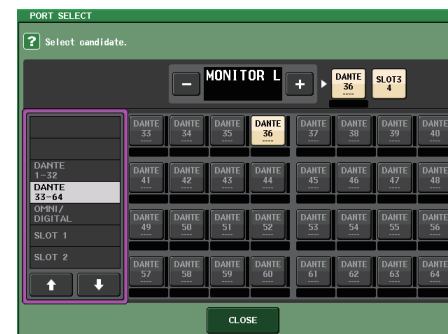 PORT SELECT
? Select candidate.
- MONITOR L + DANTE 36 ---- SLOT3 4
DANTE 1-32
DANTE 33-64
OMNI/DIGITAL
SLOT 1
SLOT 2
DANTE 33 ---- DANTE 34 ---- DANTE 35 ---- DANTE 36 ---- DANTE 37 ---- DANTE 38 ---- DANTE 39 ---- DANTE 40 ----
DANTE 41 ---- DANTE 42 ---- DANTE 43 ---- DANTE 44 ---- DANTE 45 ---- DANTE 46 ---- DANTE 47 ---- DANTE 48 ----
DANTE 49 ---- DANTE 50 ---- DANTE 51 ---- DANTE 52 ---- DANTE 53 ---- DANTE 54 ---- DANTE 55 ---- DANTE 56 ----
DANTE 57 ---- DANTE 58 ---- DANTE 59 ---- DANTE 60 ---- DANTE 61 ---- DANTE 62 ---- DANTE 63 ---- DANTE 64 ----
CLOSE